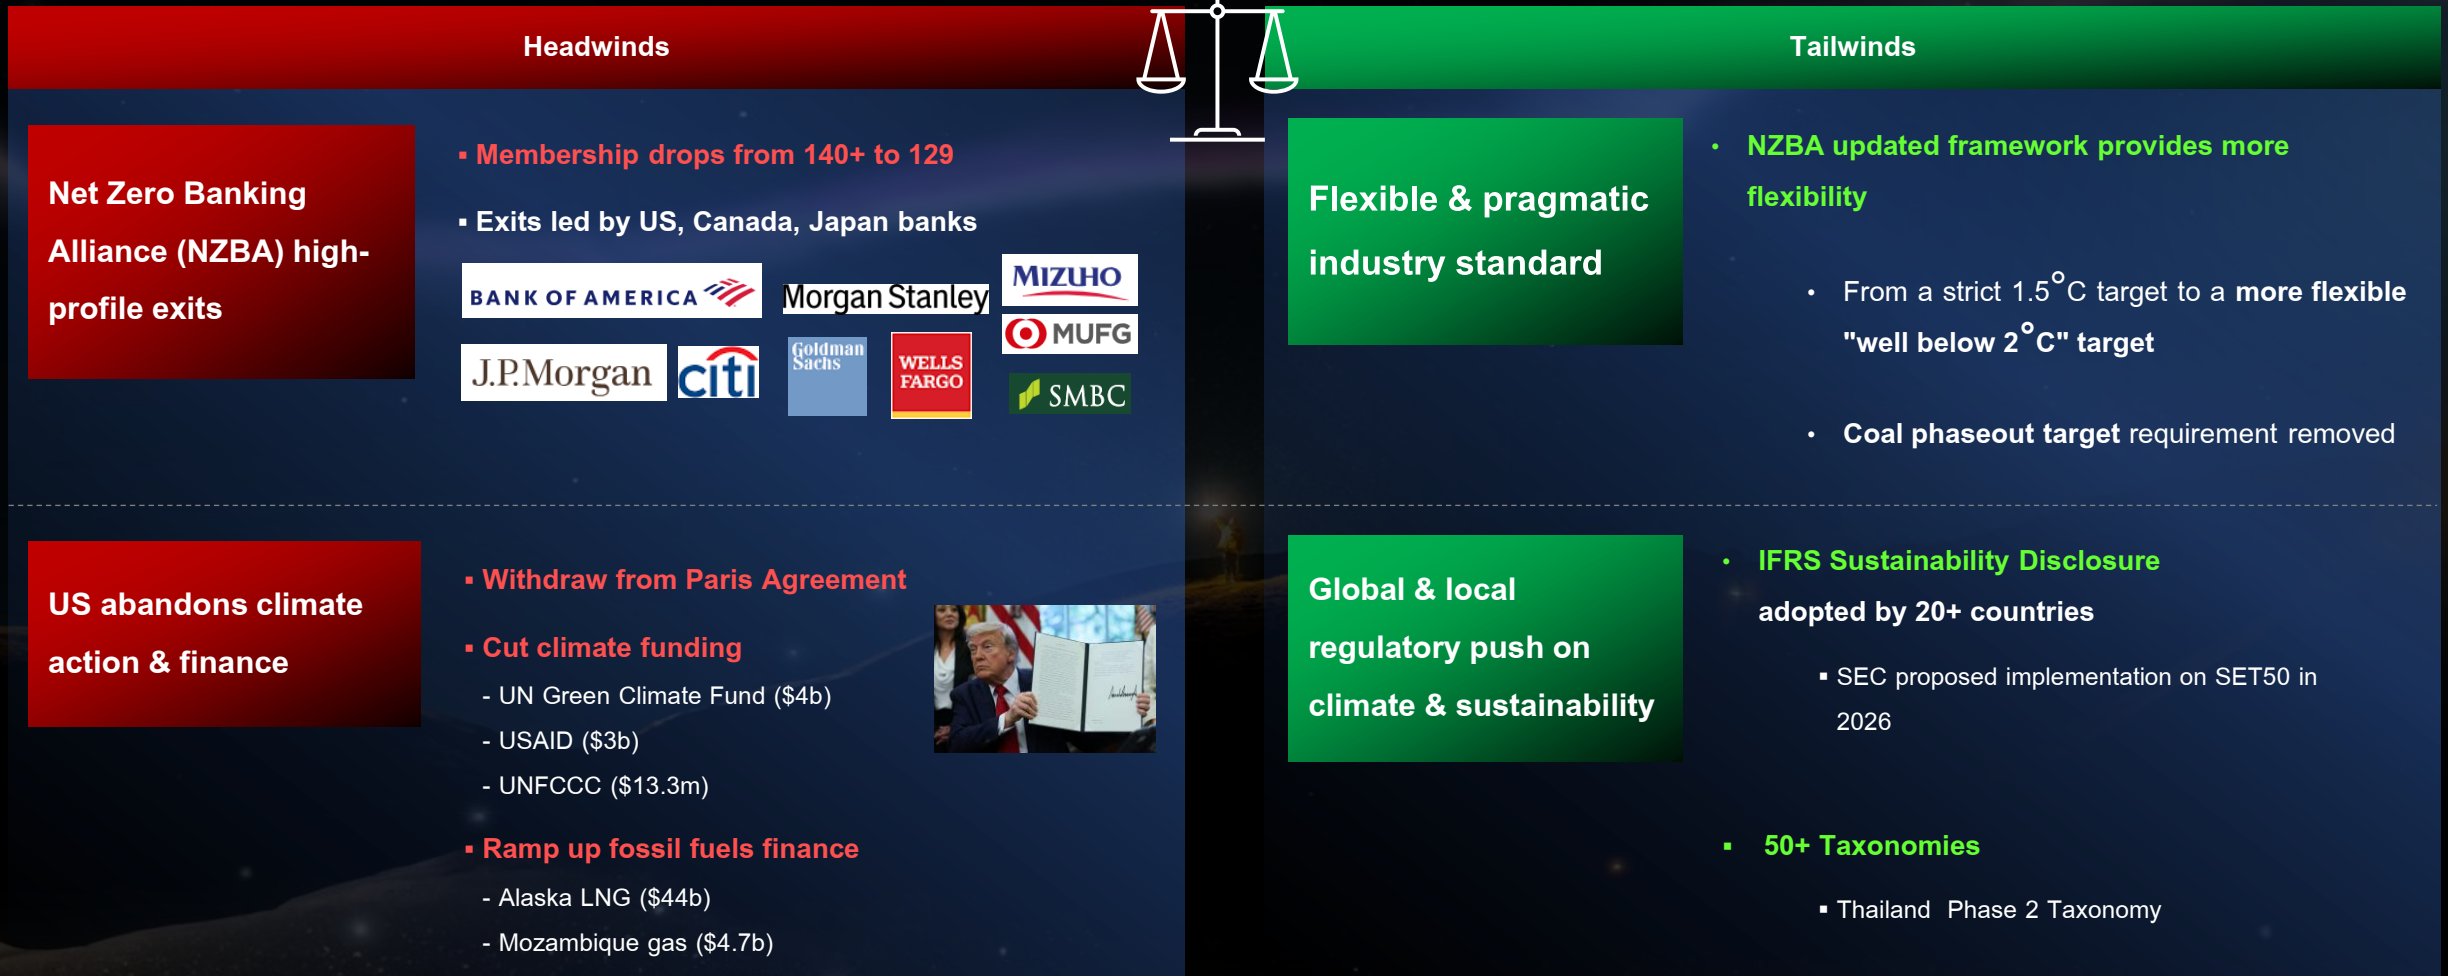 Headwinds
Net Zero Banking
Alliance (NZBA) high-
profile exits
▪ Membership drops from 140+ to 129
▪ Exits led by US, Canada, Japan banks
BANK OF AMERICA
Morgan Stanley
MIZUHO
MUFG
J.P.Morgan
citi
Goldman
Sachs
WELLS
FARGO
SMBC
US abandons climate
action & finance
▪ Withdraw from Paris Agreement
▪ Cut climate funding
- UN Green Climate Fund ($4b)
- USAID ($3b)
- UNFCCC ($13.3m)
▪ Ramp up fossil fuels finance
- Alaska LNG ($44b)
- Mozambique gas ($4.7b)
Tailwinds
Flexible & pragmatic
industry standard
• NZBA updated framework provides more
flexibility
• From a strict 1.5°C target to a more flexible
"well below 2°C" target
• Coal phaseout target requirement removed
Global & local
regulatory push on
climate & sustainability
• IFRS Sustainability Disclosure
adopted by 20+ countries
▪ SEC proposed implementation on SET50 in
2026
▪ 50+ Taxonomies
▪ Thailand Phase 2 Taxonomy